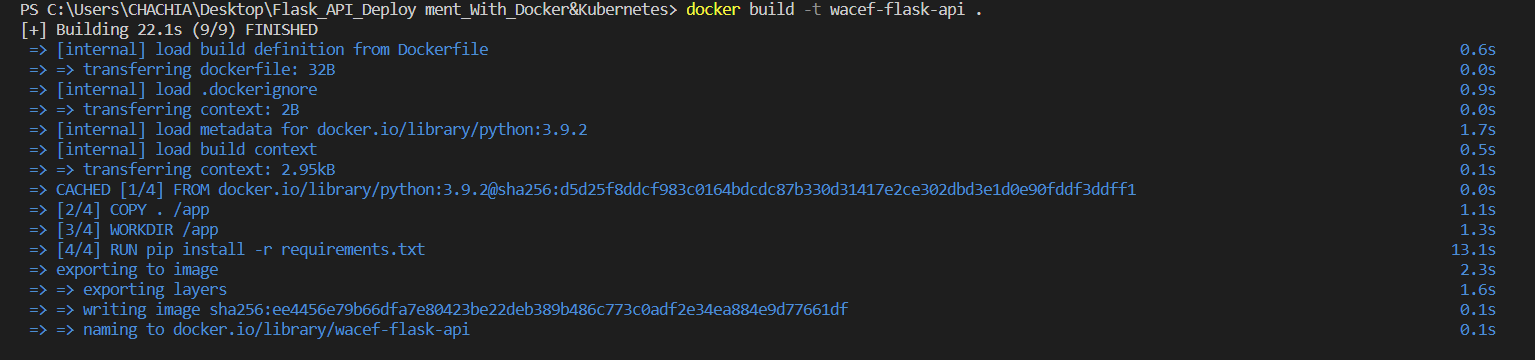 PS C:\Users\CHACHIA\Desktop\Flask_API_Deploy ment_With_Docker&Kubernetes> docker build -t wacef-flask-api .
[+] Building 22.1s (9/9) FINISHED
=> [internal] load build definition from Dockerfile 0.6s
=> => transferring dockerfile: 32B 0.0s
=> [internal] load .dockerignore 0.9s
=> => transferring context: 2B 0.0s
=> [internal] load metadata for docker.io/library/python:3.9.2 1.7s
=> [internal] load build context 0.5s
=> => transferring context: 2.95kB 0.1s
=> CACHED [1/4] FROM docker.io/library/python:3.9.2@sha256:d5d25f8ddcf983c0164bdcdc87b330d31417e2ce302dbd3e1d0e90fddf3ddff1 0.0s
=> [2/4] COPY . /app 1.1s
=> [3/4] WORKDIR /app 1.3s
=> [4/4] RUN pip install -r requirements.txt 13.1s
=> exporting to image 2.3s
=> => exporting layers 1.6s
=> => writing image sha256:ee4456e79b66dfa7e80423be22deb389b486c773c0adf2e34ea884e9d77661df 0.1s
=> => naming to docker.io/library/wacef-flask-api 0.1s